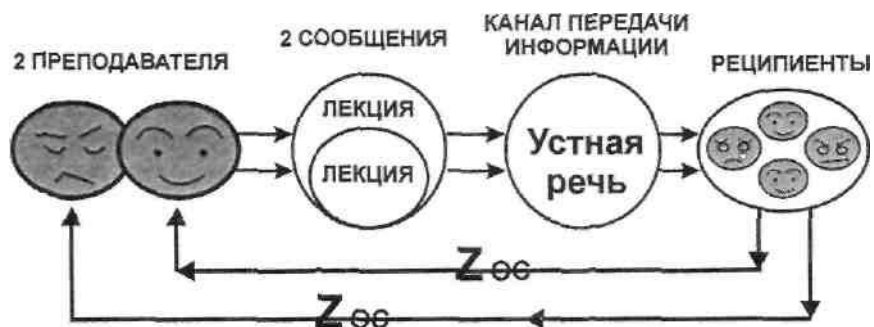 2 ПРЕПОДАВАТЕЛЯ
2 СООБЩЕНИЯ
КАНАЛ ПЕРЕДАЧИ
ИНФОРМАЦИИ
РЕЦИПИЕНТЫ
ЛЕКЦИЯ
ЛЕКЦИЯ
Устная
речь
Z ОС
Z ОС